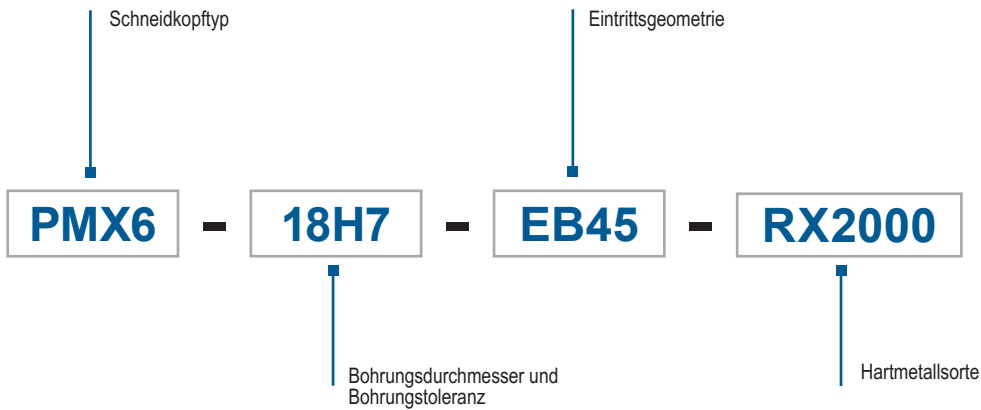 Schneidkopftyp
Eintrittsgeometrie
PMX6 - 18H7 - EB45 - RX2000
Bohrungsdurchmesser und
Bohrungstoleranz
Hartmetallsorte